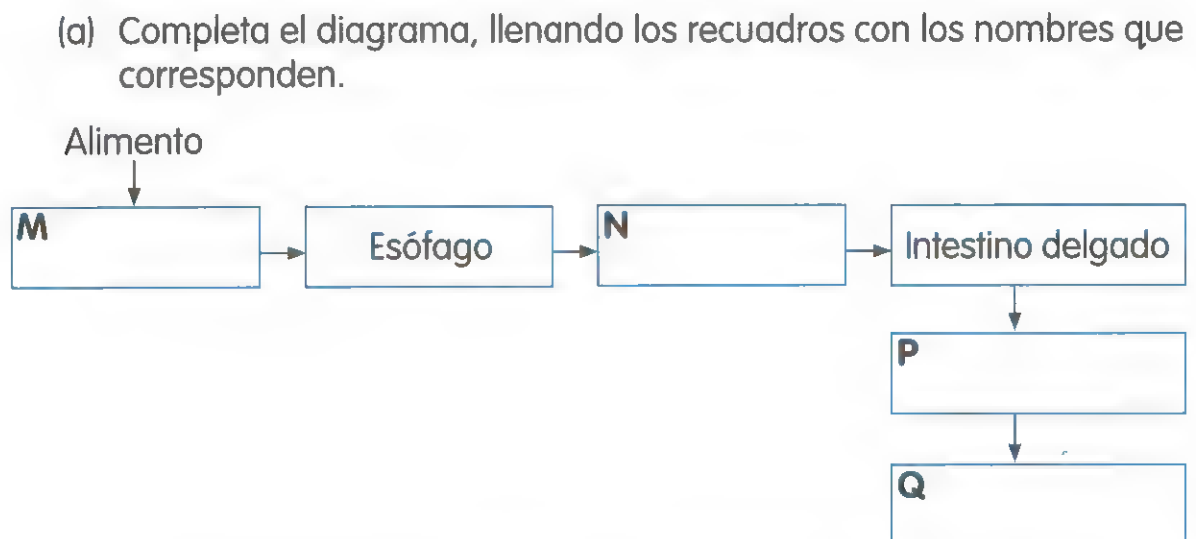 (a) Completa el diagrama, llenando los recuadros con los nombres que
corresponden.
Alimento
M
Esófago
N
Intestino delgado
P
Q